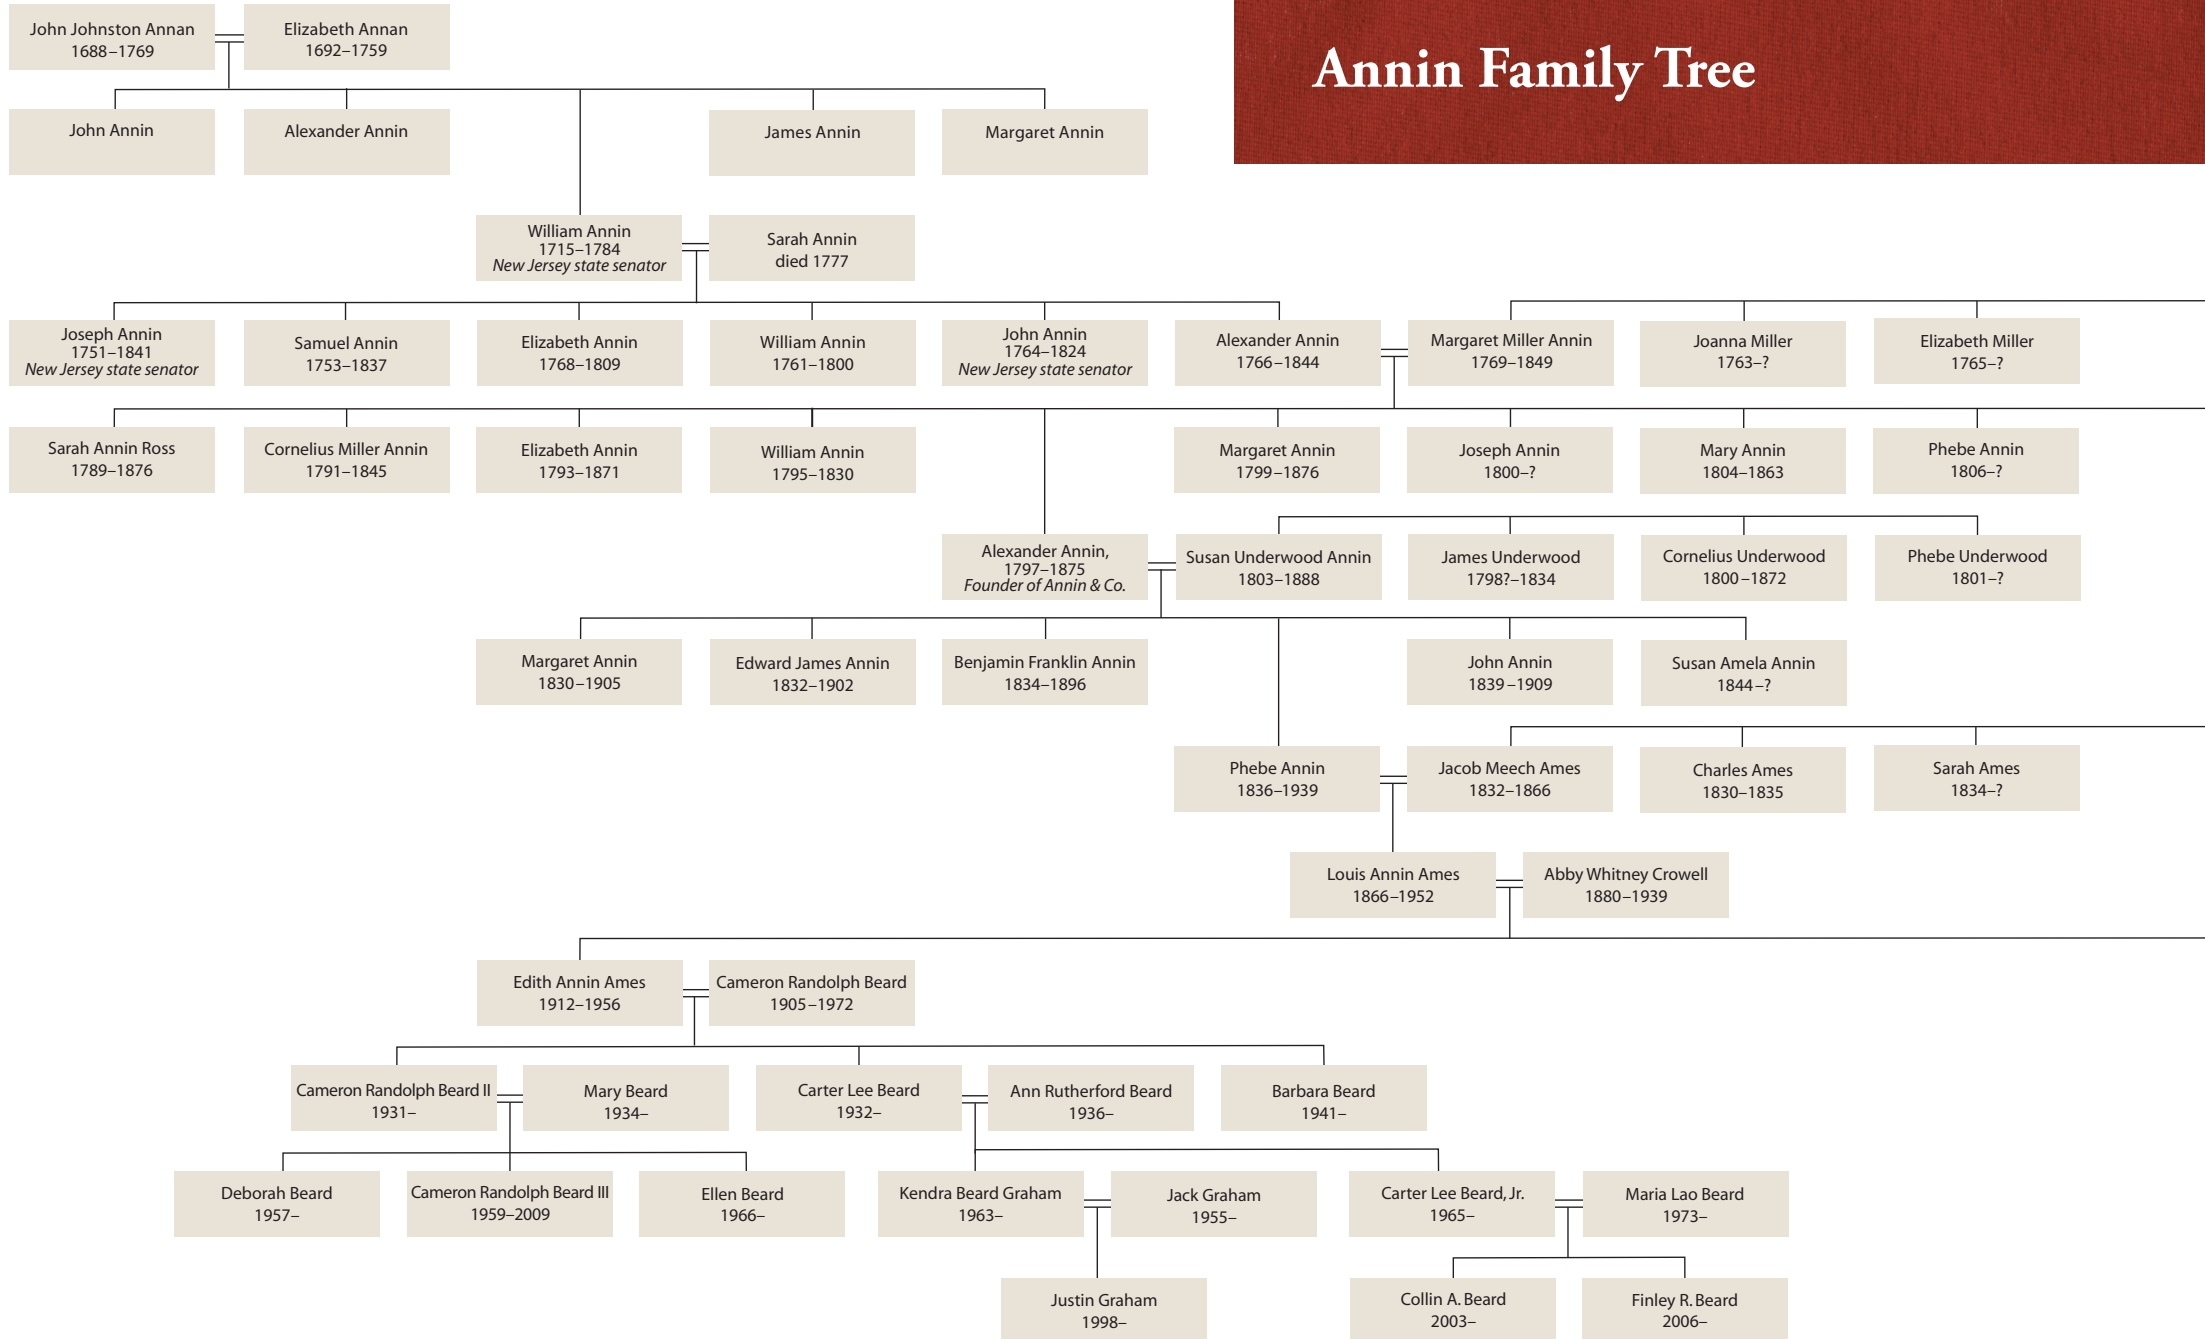 Annin Family Tree
John Johnston Annan
1688–1769
Elizabeth Annan
1692–1759
John Annin
Alexander Annin
James Annin
Margaret Annin
William Annin
1715–1784
New Jersey state senator
Sarah Annin
died 1777
Joseph Annin
1751–1841
New Jersey state senator
Samuel Annin
1753–1837
Elizabeth Annin
1768–1809
William Annin
1761–1800
John Annin
1764–1824
New Jersey state senator
Alexander Annin
1766–1844
Margaret Miller Annin
1769–1849
Joanna Miller
1763–?
Elizabeth Miller
1765–?
Sarah Annin Ross
1789–1876
Cornelius Miller Annin
1791–1845
Elizabeth Annin
1793–1871
William Annin
1795–1830
Margaret Annin
1799–1876
Joseph Annin
1800–?
Mary Annin
1804–1863
Phebe Annin
1806–?
Alexander Annin,
1797–1875
Founder of Annin & Co.
Susan Underwood Annin
1803–1888
James Underwood
1798?–1834
Cornelius Underwood
1800–1872
Phebe Underwood
1801–?
Margaret Annin
1830–1905
Edward James Annin
1832–1902
Benjamin Franklin Annin
1834–1896
John Annin
1839–1909
Susan Amela Annin
1844–?
Phebe Annin
1836–1939
Jacob Meech Ames
1832–1866
Charles Ames
1830–1835
Sarah Ames
1834–?
Louis Annin Ames
1866–1952
Abby Whitney Crowell
1880–1939
Edith Annin Ames
1912–1956
Cameron Randolph Beard
1905–1972
Cameron Randolph Beard II
1931–
Mary Beard
1934–
Carter Lee Beard
1932–
Ann Rutherford Beard
1936–
Barbara Beard
1941–
Deborah Beard
1957–
Cameron Randolph Beard III
1959–2009
Ellen Beard
1966–
Kendra Beard Graham
1963–
Jack Graham
1955–
Carter Lee Beard, Jr.
1965–
Maria Lao Beard
1973–
Justin Graham
1998–
Collin A. Beard
2003–
Finley R. Beard
2006–